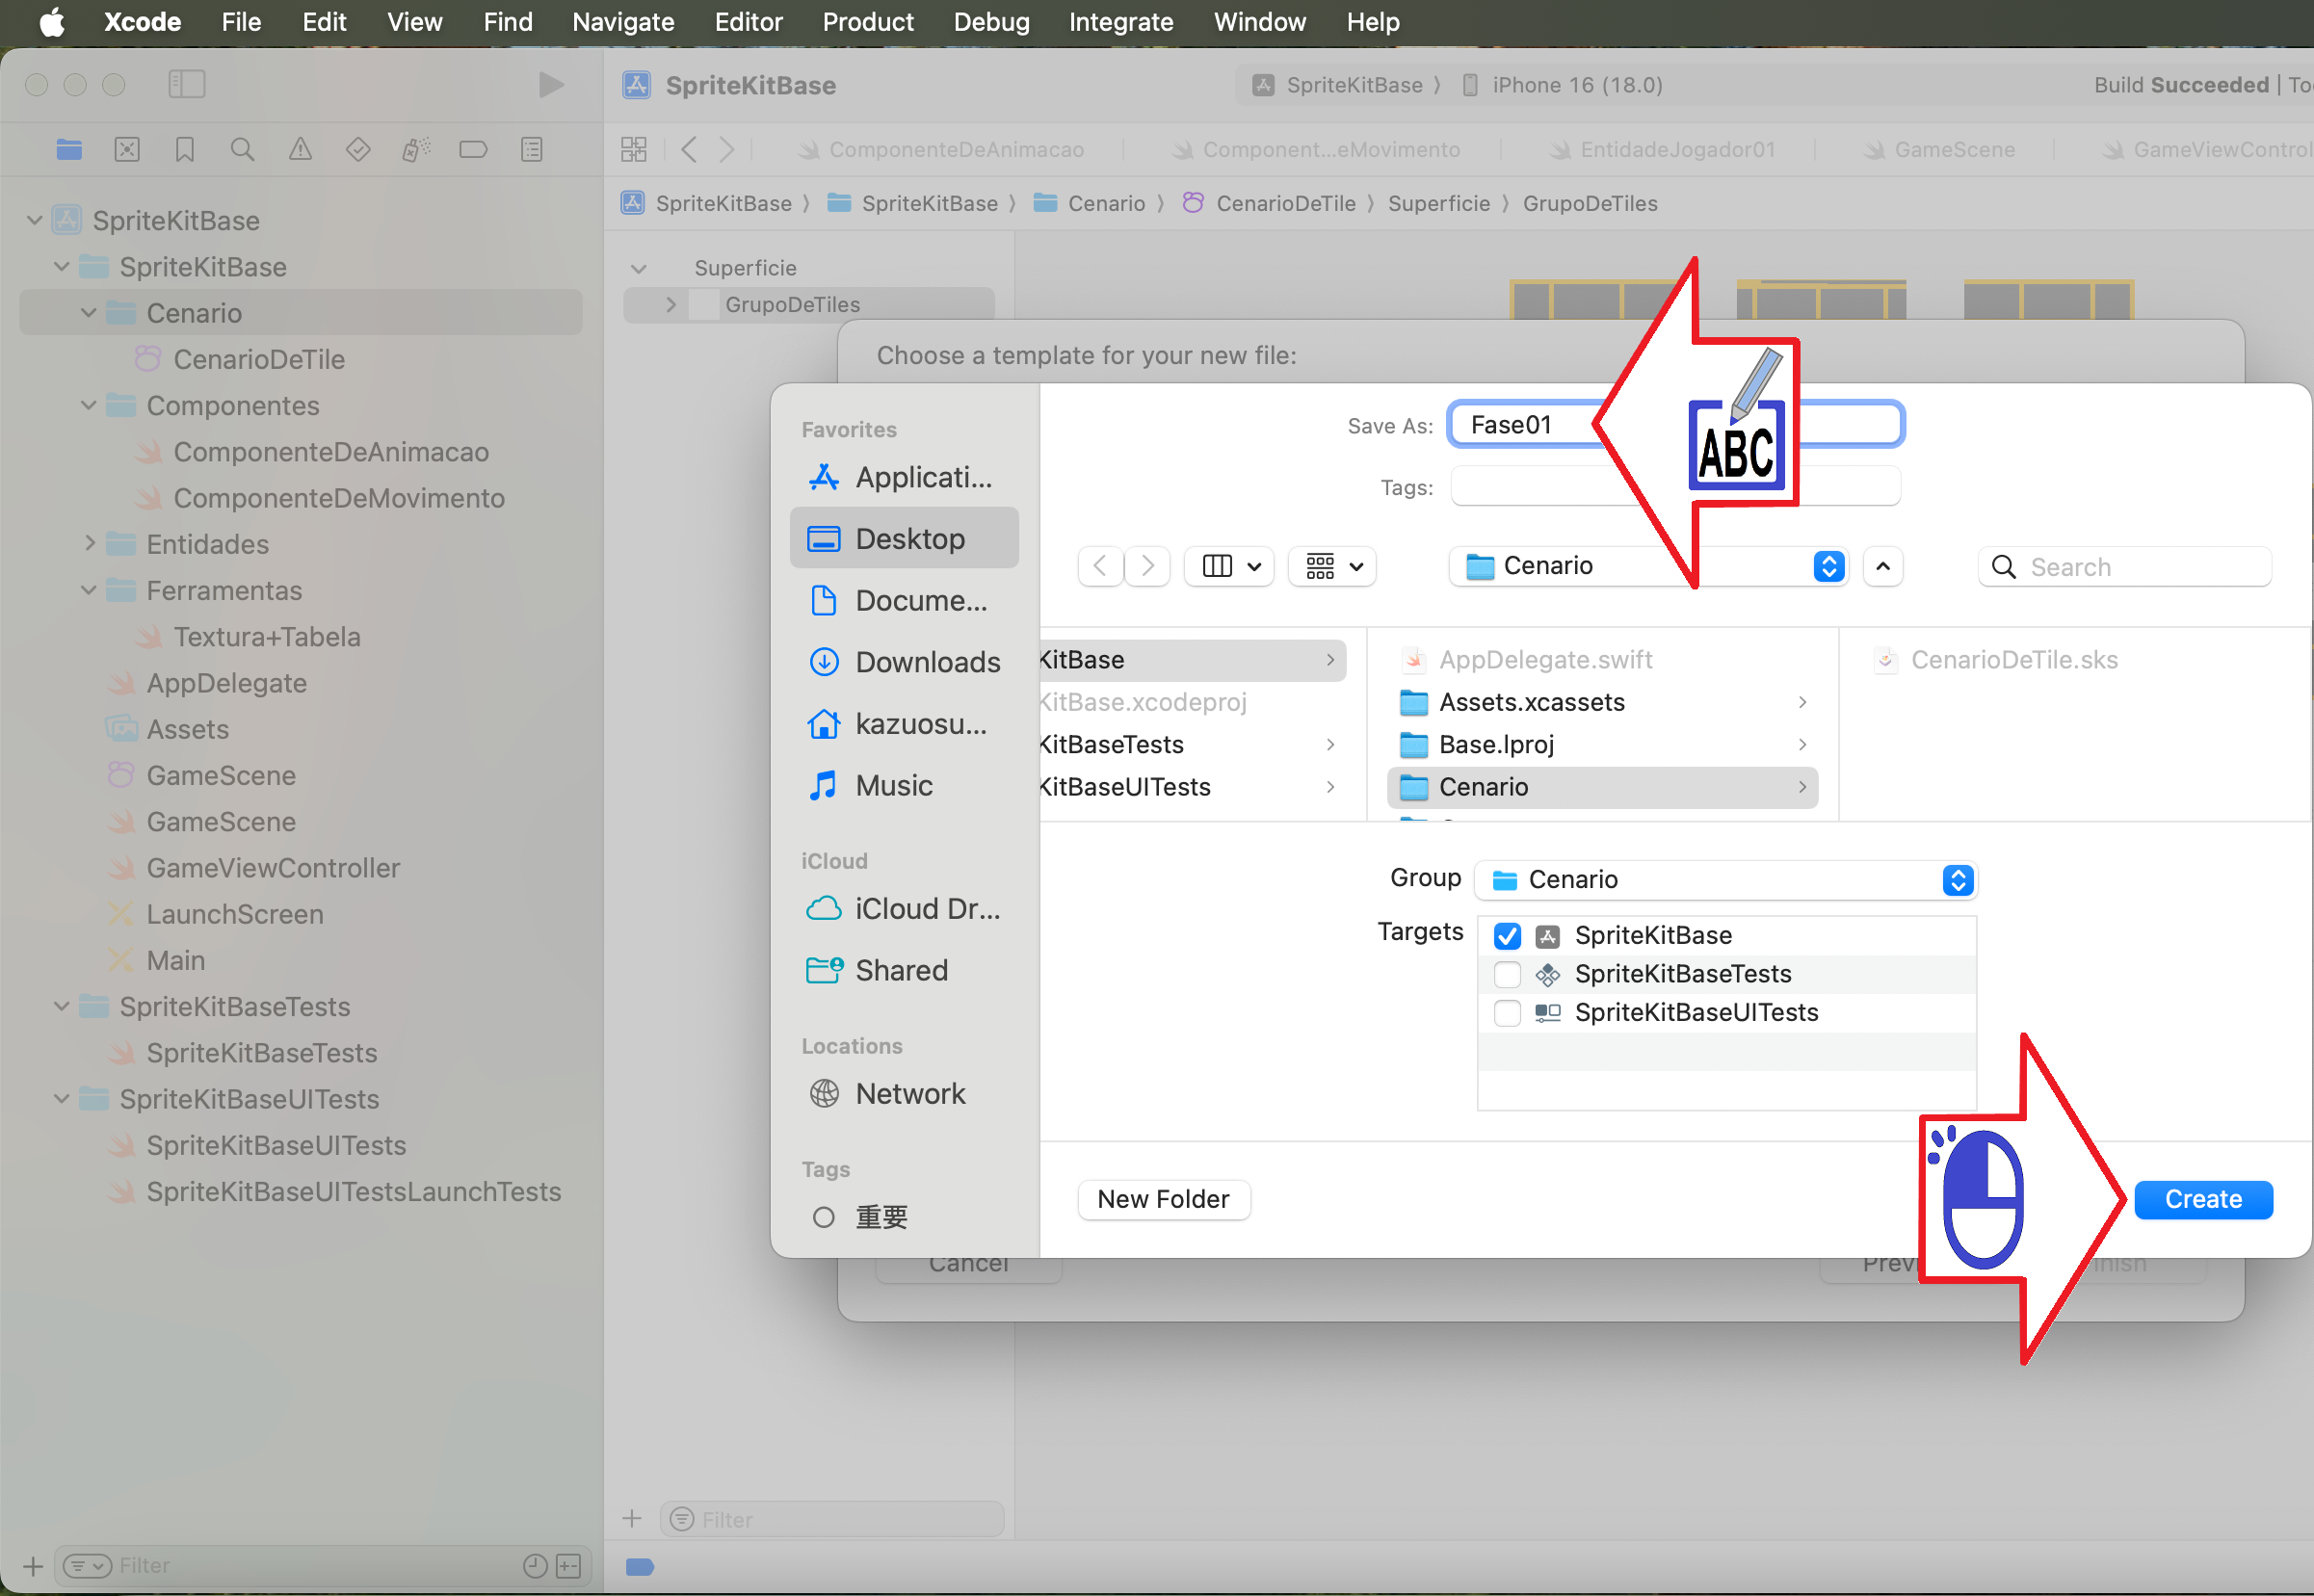 Xcode File Edit View Find Navigate Editor Product Debug Integrate Window Help
SpriteKitBase
SpriteKitBase
iPhone 16 (18.0)
Build Succeeded |
ComponenteDeAnimacao
Component...eMovimento
EntidadeJogador01
GameScene
SpriteKitBase
SpriteKitBase
Cenario
CenarioDeTile
Superficie
GrupoDeTiles
SpriteKitBase
SpriteKitBase
Cenario
CenarioDeTile
Componentes
ComponenteDeAnimacao
ComponenteDeMovimento
Entidades
Ferramentas
Textura+Tabela
AppDelegate
Assets
GameScene
GameScene
GameViewController
LaunchScreen
Main
SpriteKitBaseTests
SpriteKitBaseTests
SpriteKitBaseUITests
SpriteKitBaseUITests
SpriteKitBaseUITestsLaunchTests
Filter
Superficie
GrupoDeTiles
Filter
Choose a template for your new file:
Favorites
Applicati...
Desktop
Docume...
Downloads
kazuosu...
Music
iCloud
iCloud Dr...
Shared
Locations
Network
Tags
重要
Save As: Fase01
ABC
Tags:
Cenario
Search
KitBase
KitBase.xcodeproj
KitBaseTests
KitBaseUITests
AppDelegate.swift
Assets.xcassets
Base.lproj
Cenario
CenarioDeTile.sks
Group Cenario
Targets SpriteKitBase
SpriteKitBaseTests
SpriteKitBaseUITests
New Folder
Create
Cancel